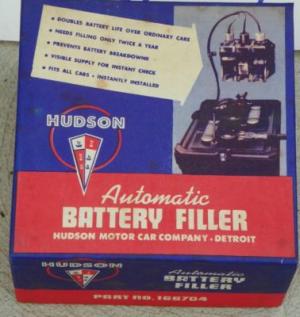 • DOUBLES BATTERY LIFE OVER ORDINARY CARE
• NEEDS FILLING ONLY TWICE A YEAR
• PREVENTS BATTERY BREAKDOWNS
• VISIBLE SUPPLY FOR INSTANT CHECK
• FITS ALL CARS - INSTANTLY INSTALLED
HUDSON
Automatic
BATTERY FILLER
HUDSON MOTOR CAR COMPANY • DETROIT
HUDSON
Automatic
BATTERY
FILLER
PART NO. 166704